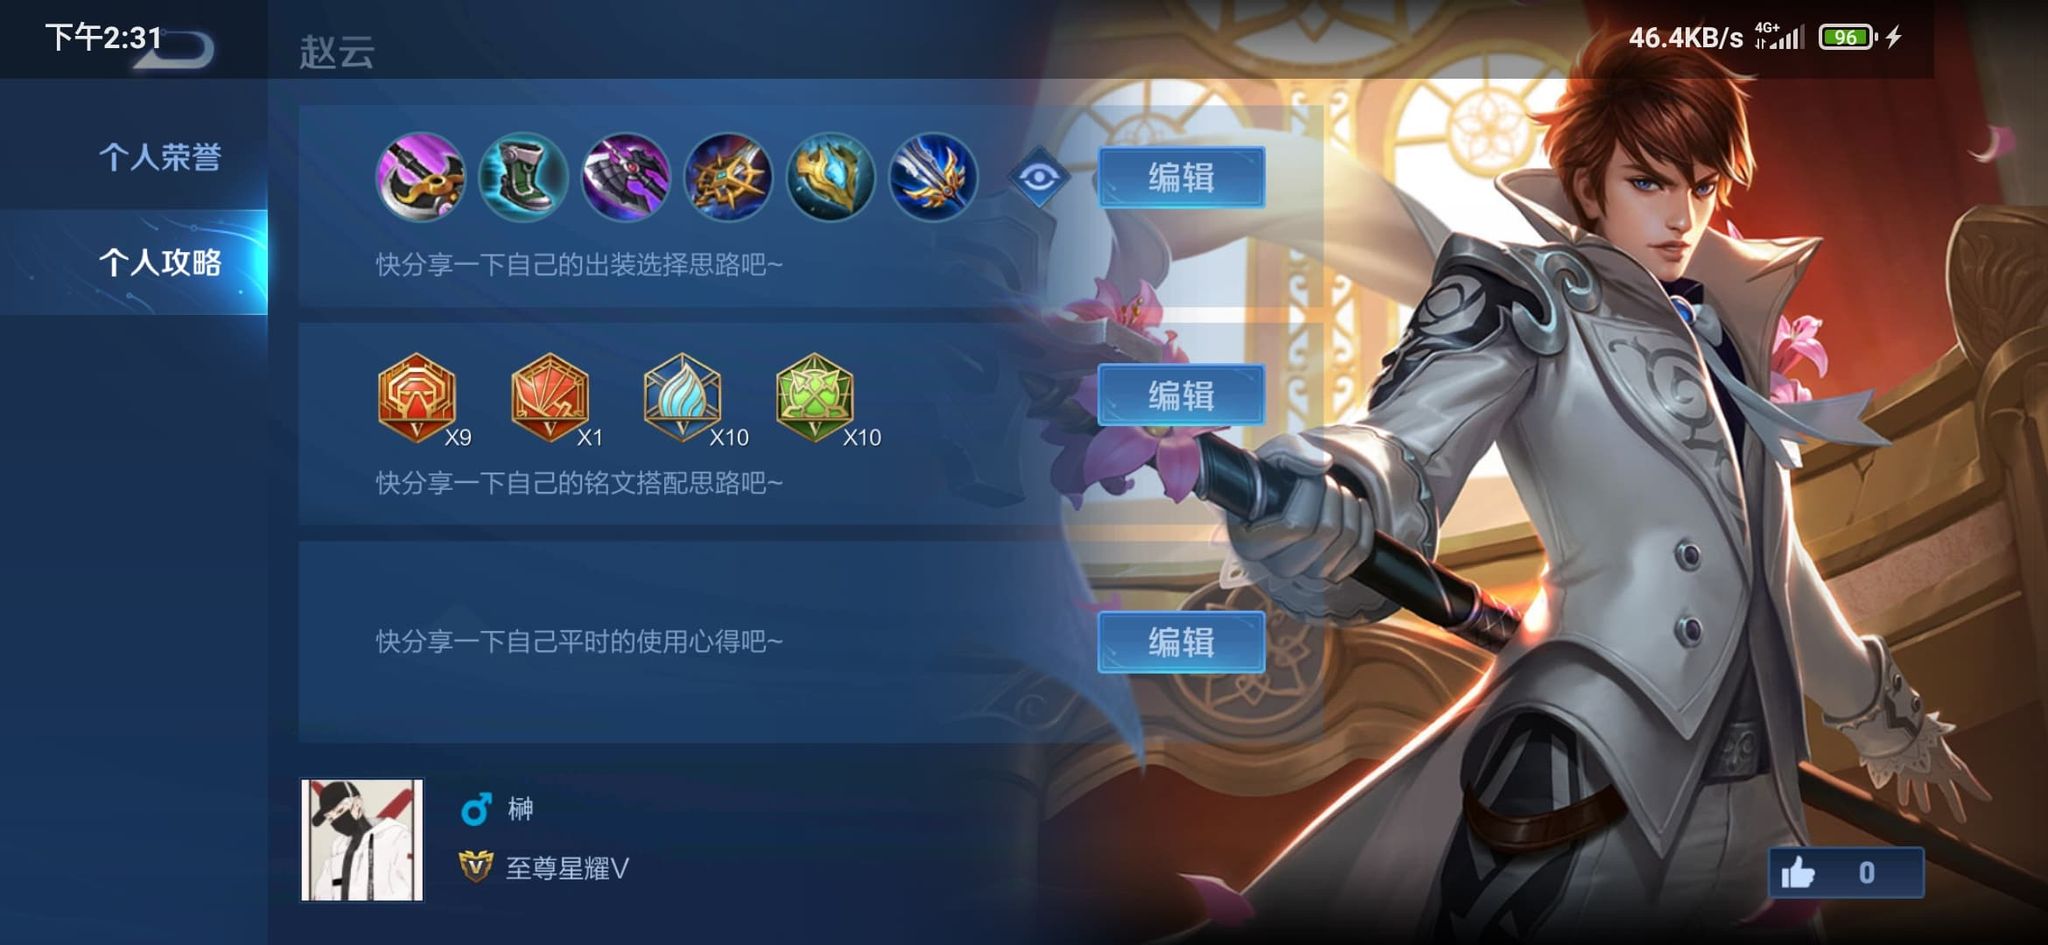 下午2:31
赵云
46.4KB/s 4G+ 96
个人荣誉
个人攻略
编辑
快分享一下自己的出装选择思路吧~
X9 X1 X10 X10
编辑
快分享一下自己的铭文搭配思路吧~
快分享一下自己平时的使用心得吧~
编辑
榊
至尊星耀V
0